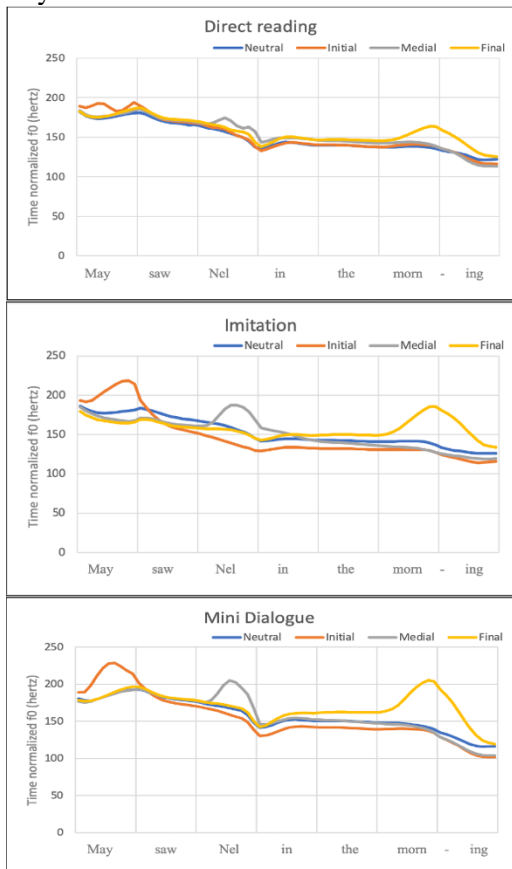 Direct reading
Neutral Initial Medial Final
250
200
150
100
50
0
Time normalized f0 (hertz)
May saw Nel in the morn - ing
Imitation
Neutral Initial Medial Final
250
200
150
100
50
0
Time normalized f0 (hertz)
May saw Nel in the morn - ing
Mini Dialogue
Neutral Initial Medial Final
250
200
150
100
50
0
Time normalized f0 (hertz)
May saw Nel in the morn - ing